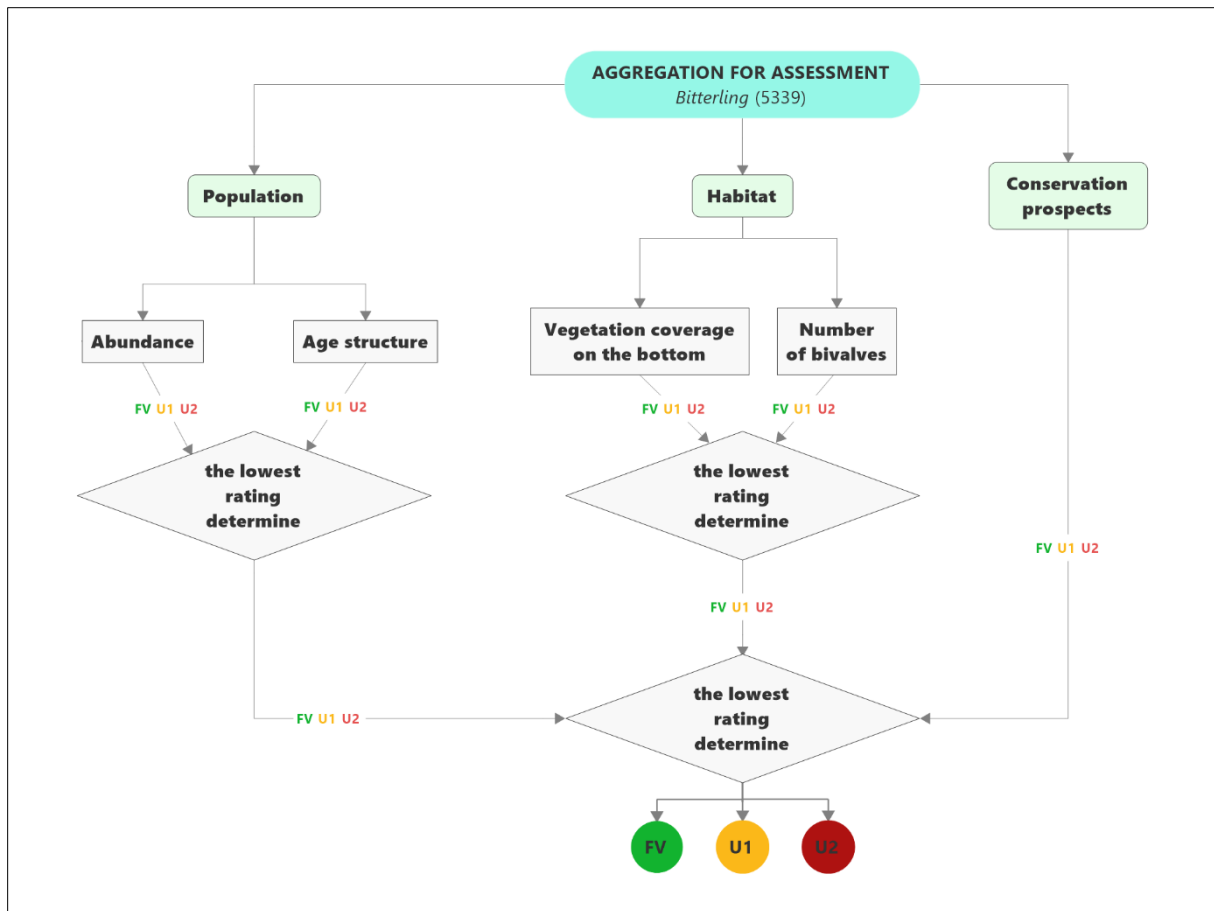 AGGREGATION FOR ASSESSMENT
Bitterling (5339)
Population
Habitat
Conservation
prospects
Abundance
Age structure
Vegetation coverage
on the bottom
Number
of bivalves
FV U1 U2
FV U1 U2
FV U1 U2
FV U1 U2
the lowest
rating
determine
the lowest
rating
determine
FV U1 U2
FV U1 U2
FV U1 U2
the lowest
rating
determine
FV
U1
U2